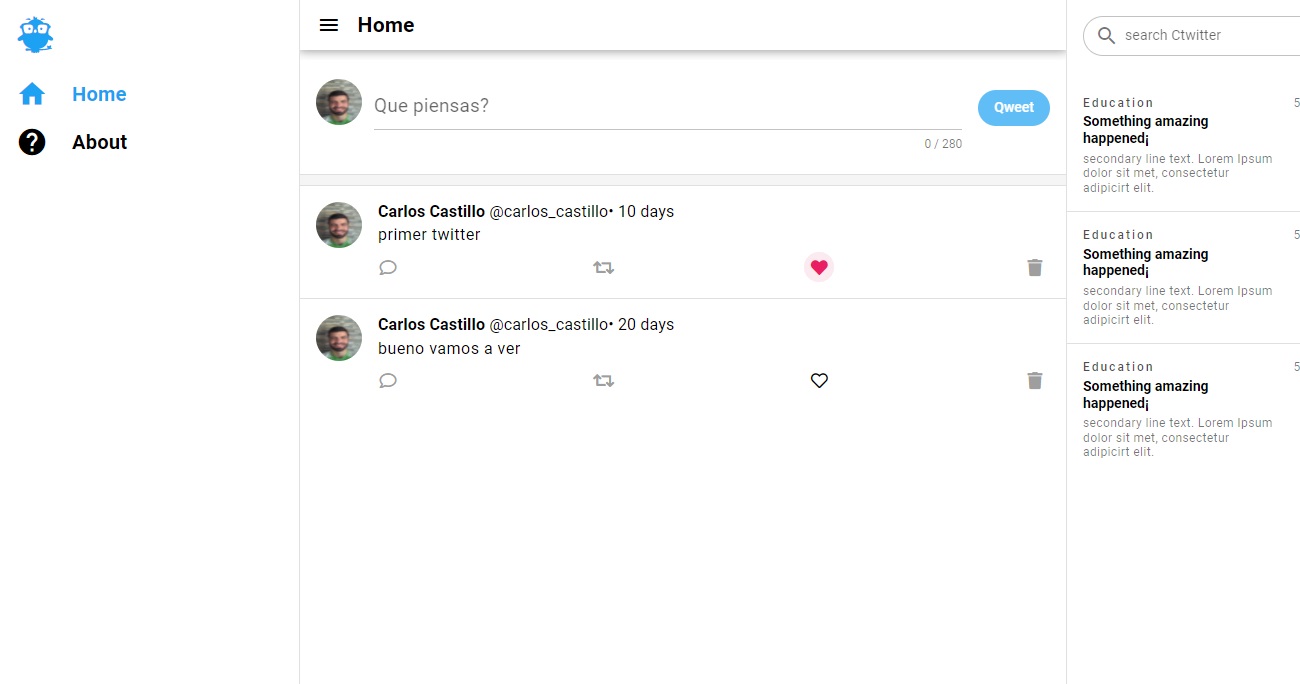 Home
About
Home
Que piensas?
Qweet
0 / 280
Carlos Castillo @carlos_castillo• 10 days
primer twitter
Carlos Castillo @carlos_castillo• 20 days
bueno vamos a ver
search Ctwitter
Education 5
Something amazing
happened¡
secondary line text. Lorem Ipsum
dolor sit met, consectetur
adipicirt elit.
Education 5
Something amazing
happened¡
secondary line text. Lorem Ipsum
dolor sit met, consectetur
adipicirt elit.
Education 5
Something amazing
happened¡
secondary line text. Lorem Ipsum
dolor sit met, consectetur
adipicirt elit.